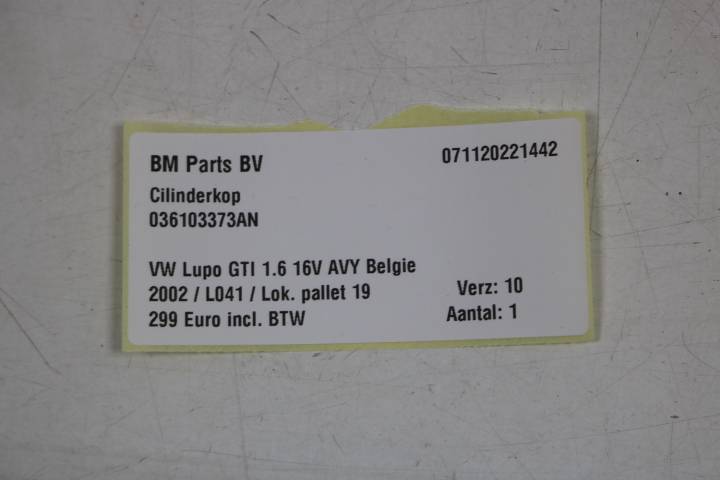 BM Parts BV
071120221442
Cilinderkop
036103373AN
VW Lupo GTI 1.6 16V AVY Belgie
2002 / L041 / Lok. pallet 19
Verz: 10
299 Euro incl. BTW
Aantal: 1